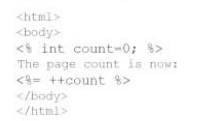 <html>
<body>
<% int count=0; %>
The page count is now:
<%= ++count %>
</body>
</html>